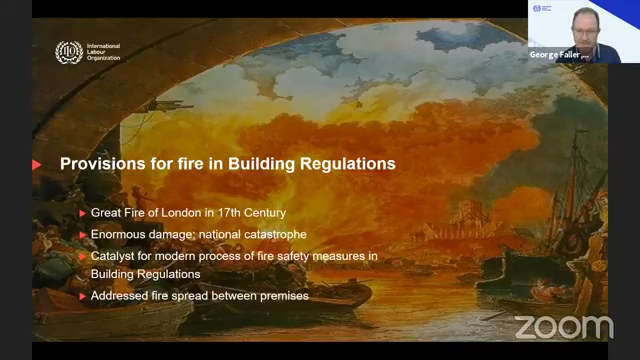 International
Labour
Organization
George Faller...
Provisions for fire in Building Regulations
Great Fire of London in 17th Century
Enormous damage; national catastrophe
Catalyst for modern process of fire safety measures in
Building Regulations
Addressed fire spread between premises
zoom